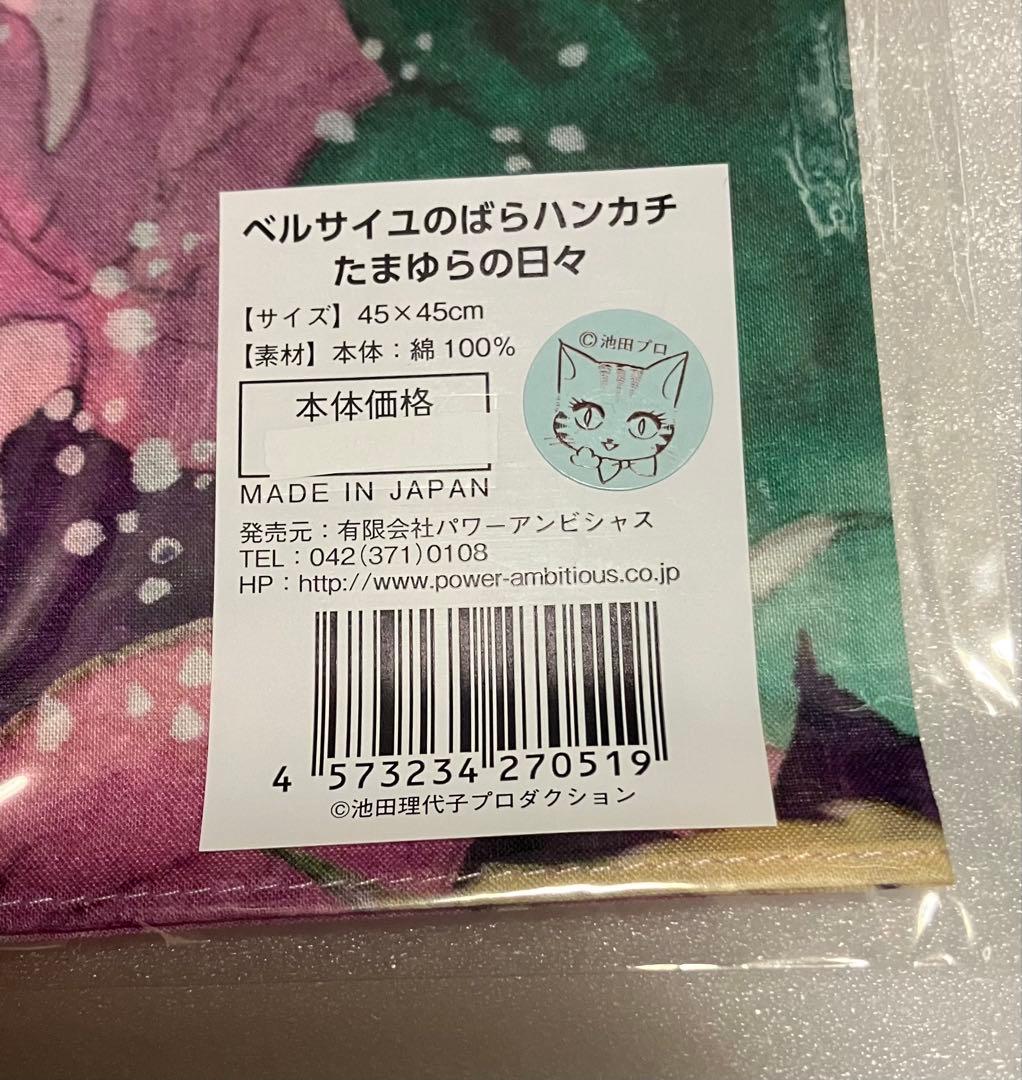 ベルサイユのばらハンカチ
たまゆらの日々
【サイズ】45×45cm
【素材】本体：綿100%
©池田プロ
本体価格
MADE IN JAPAN
発売元：有限会社パワーアンビシャス
TEL：042(371)0108
HP：http://www.power-ambitious.co.jp
4 573234 270519
©池田理代子プロダクション